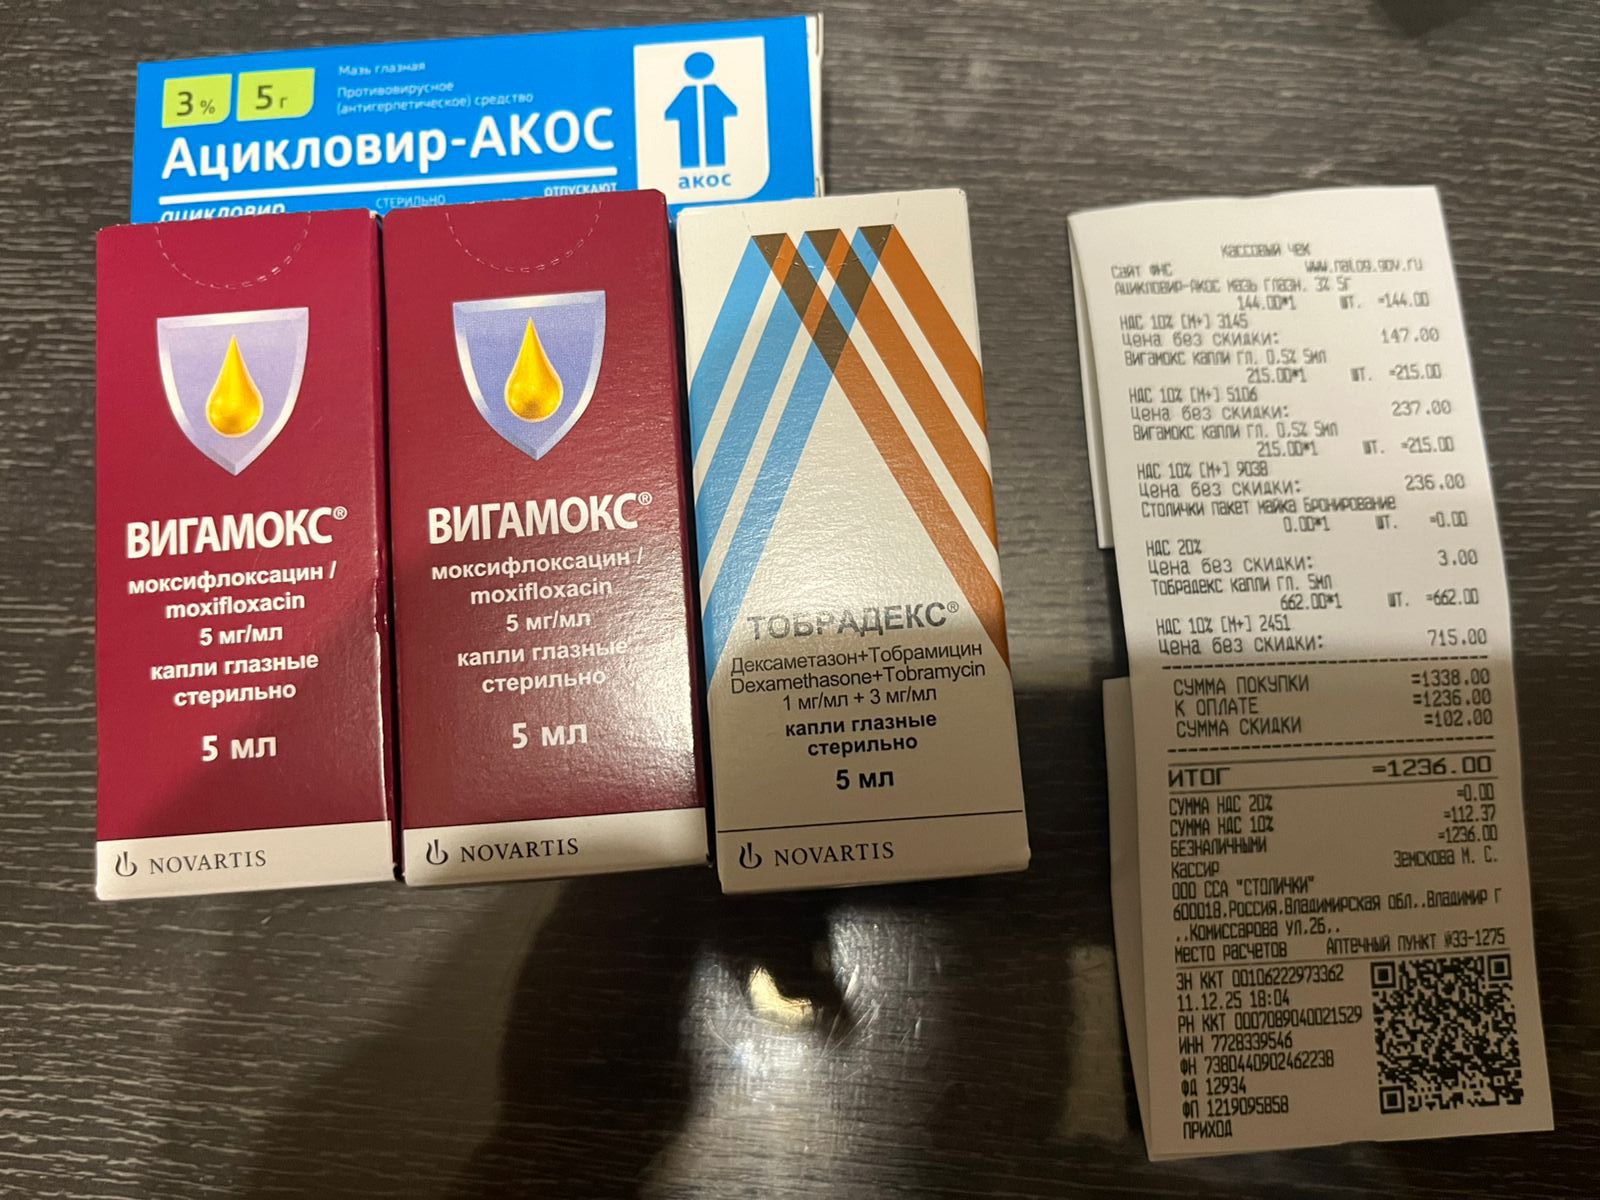 3% 5г
Мазь глазная
Противовирусное
(антигерпетическое) средство
Ацикловир-АКОС
акос
ацикловир
СТЕРИЛЬНО
ОТПУСКАЮТ
ВИГАМОКС®
моксифлоксацин /
moxifloxacin
5 мг/мл
капли глазные
стерильно
5 мл
NOVARTIS
ВИГАМОКС®
моксифлоксацин /
moxifloxacin
5 мг/мл
капли глазные
стерильно
5 мл
NOVARTIS
ТОБРАДЕКС®
Дексаметазон+Тобрамицин
Dexamethasone+Tobramycin
1 мг/мл + 3 мг/мл
капли глазные
стерильно
5 мл
NOVARTIS
КАССОВЫЙ ЧЕК
Сайт ФНС www.nalog.gov.ru
АЦИКЛОВИР-АКОС МАЗЬ ГЛАЗН. 3% 5Г
144.00*1 ШТ. =144.00
НДС 10% [М+] 3145
Цена без скидки: 147.00
Вигамокс капли гл. 0.5% 5мл
215.00*1 ШТ. =215.00
НДС 10% [М+] 5106
Цена без скидки: 237.00
Вигамокс капли гл. 0.5% 5мл
215.00*1 ШТ. =215.00
НДС 10% [М+] 9038
Цена без скидки: 236.00
Столички пакет майка Бронирование
0.00*1 ШТ. =0.00
НДС 20%
Цена без скидки: 3.00
Тобрадекс капли гл. 5мл
662.00*1 ШТ. =662.00
НДС 10% [М+] 2451
Цена без скидки: 715.00
СУММА ПОКУПКИ =1338.00
К ОПЛАТЕ =1236.00
СУММА СКИДКИ =102.00
ИТОГ =1236.00
СУММА НДС 20% =0.00
СУММА НДС 10% =112.37
БЕЗНАЛИЧНЫМИ =1236.00
Кассир Земскова М. С.
ООО ССА "СТОЛИЧКИ"
600018,Россия,Владимирская обл.,Владимир г
.,Комиссарова ул,26,.
Место расчетов Аптечный пункт №33-1275
ЗН ККТ 00106222973362
11.12.25 18:04
РН ККТ 0007089040021529
ИНН 7728339546
ФН 7380440902462238
ФД 12934
ФП 1219095858
ПРИХОД